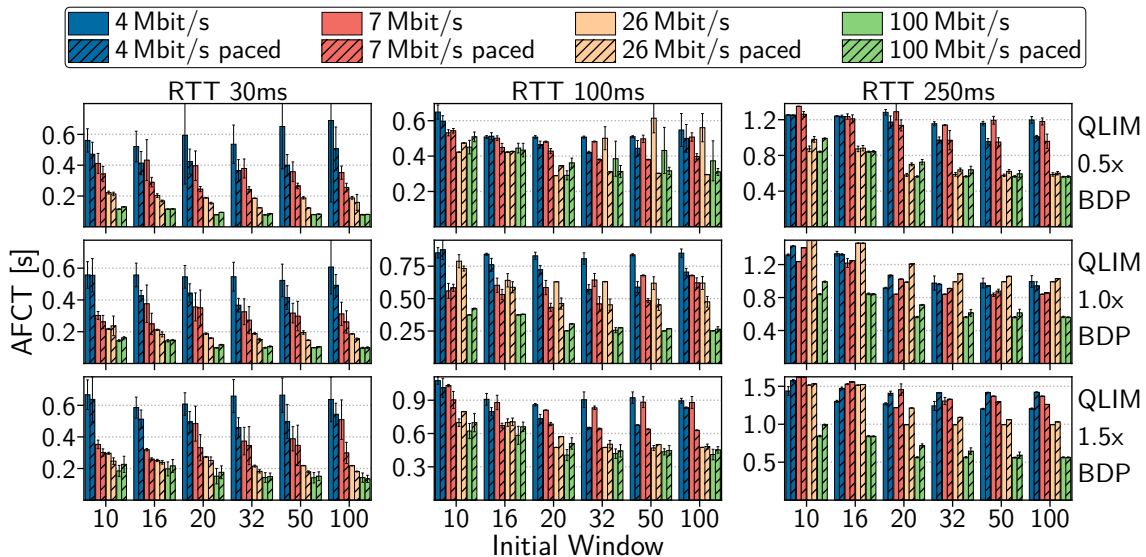 4 Mbit/s 7 Mbit/s 26 Mbit/s 100 Mbit/s
4 Mbit/s paced 7 Mbit/s paced 26 Mbit/s paced 100 Mbit/s paced
RTT 30ms RTT 100ms RTT 250ms
0.6 0.6 1.2 QLIM
0.4 0.4 0.9 0.5x
0.2 0.2 0.6 BDP
AFCT [s]
0.6 0.75 1.2 QLIM
0.4 0.50 0.8 1.0x
0.2 0.25 0.4 BDP
0.6 0.9 1.5 QLIM
0.4 0.6 1.0 1.5x
0.2 0.3 0.5 BDP
10 16 20 32 50 100 10 16 20 32 50 100 10 16 20 32 50 100
Initial Window